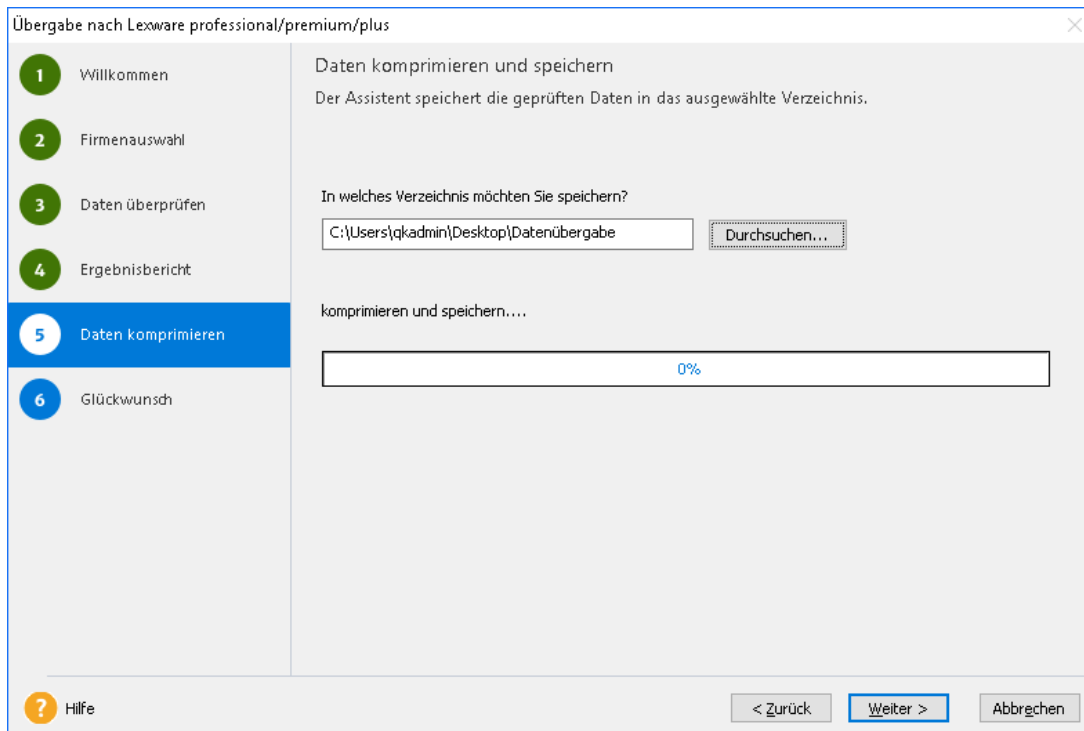 Übergabe nach Lexware professional/premium/plus
1 Willkommen
2 Firmenauswahl
3 Daten überprüfen
4 Ergebnisbericht
5 Daten komprimieren
6 Glückwunsch
Daten komprimieren und speichern
Der Assistent speichert die geprüften Daten in das ausgewählte Verzeichnis.
In welches Verzeichnis möchten Sie speichern?
C:\Users\qkadmin\Desktop\Datenübergabe
Durchsuchen...
komprimieren und speichern....
0%
? Hilfe
< Zurück
Weiter >
Abbrechen